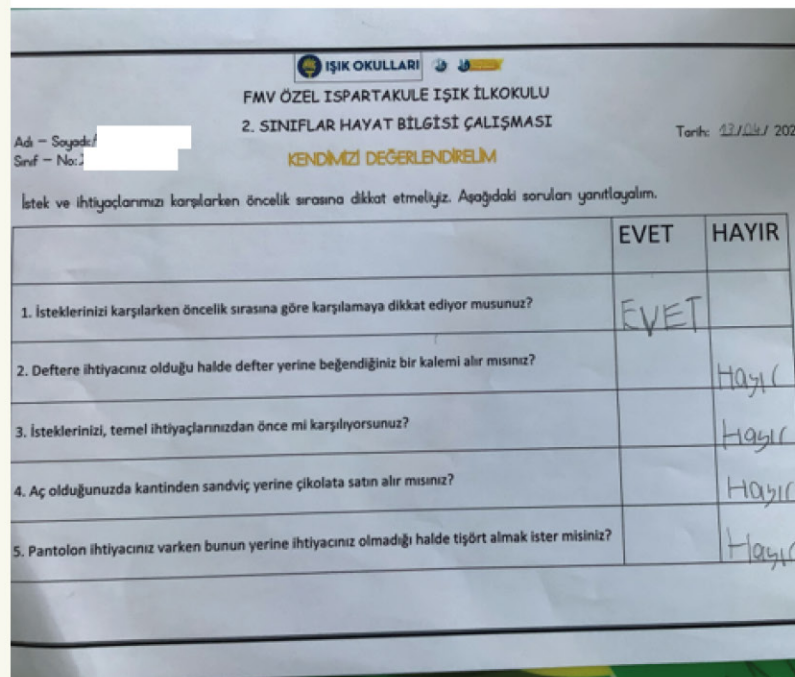 IŞIK OKULLARI
FMV ÖZEL ISPARTAKULE IŞIK İLKOKULU
2. SINIFLAR HAYAT BİLGİSİ ÇALIŞMASI
Adı – Soyadı:
Tarih: 13/04/ 202
Sınıf – No:
KENDİMİZİ DEĞERLENDİRELİM
İstek ve ihtiyaçlarımızı karşılarken öncelik sırasına dikkat etmeliyiz. Aşağıdaki soruları yanıtlayalım.
EVET HAYIR
1. İsteklerinizi karşılarken öncelik sırasına göre karşılamaya dikkat ediyor musunuz? EVET
2. Deftere ihtiyacınız olduğu halde defter yerine beğendiğiniz bir kalemi alır mısınız? Hayır
3. İsteklerinizi, temel ihtiyaçlarınızdan önce mi karşılıyorsunuz? Hayır
4. Aç olduğunuzda kantinden sandviç yerine çikolata satın alır mısınız? Hayır
5. Pantolon ihtiyacınız varken bunun yerine ihtiyacınız olmadığı halde tişört almak ister misiniz? Hayır